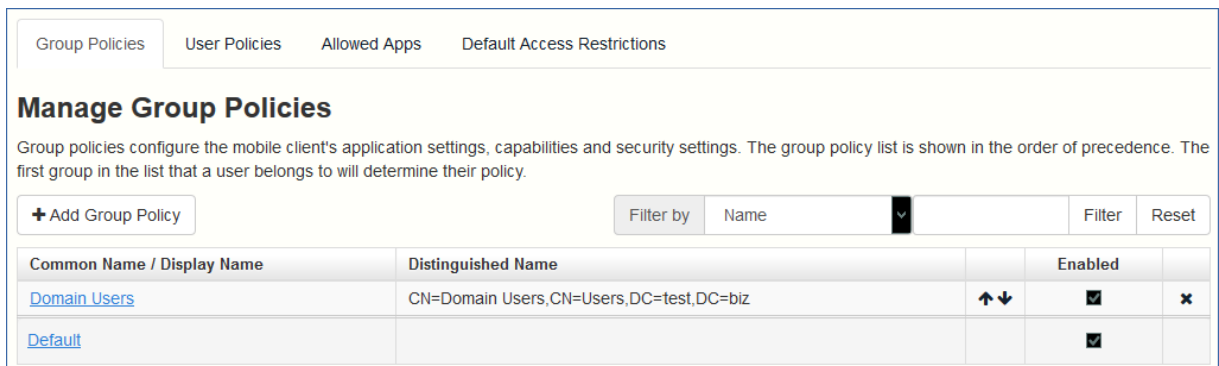 Group Policies User Policies Allowed Apps Default Access Restrictions
Manage Group Policies
Group policies configure the mobile client's application settings, capabilities and security settings. The group policy list is shown in the order of precedence. The
first group in the list that a user belongs to will determine their policy.
+ Add Group Policy Filter by Name Filter Reset
Common Name / Display Name Distinguished Name Enabled
Domain Users CN=Domain Users,CN=Users,DC=test,DC=biz
Default